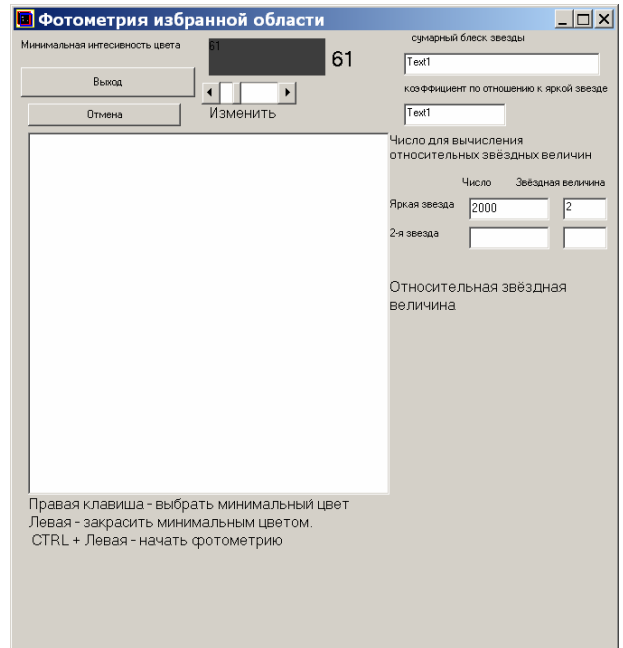 Фотометрия избранной области
Минимальная интесивность цвета
61
61
Выход
Отмена
Изменить
сумарный блеск звезды
Text1
коэффициент по отношению к яркой звезде
Text1
Число для вычисления
относительных звёздных величин
Число Звёздная величина
Яркая звезда 2000 2
2-я звезда
Относительная звёздная
величина
Правая клавиша - выбрать минимальный цвет
Левая - закрасить минимальным цветом.
CTRL + Левая - начать фотометрию